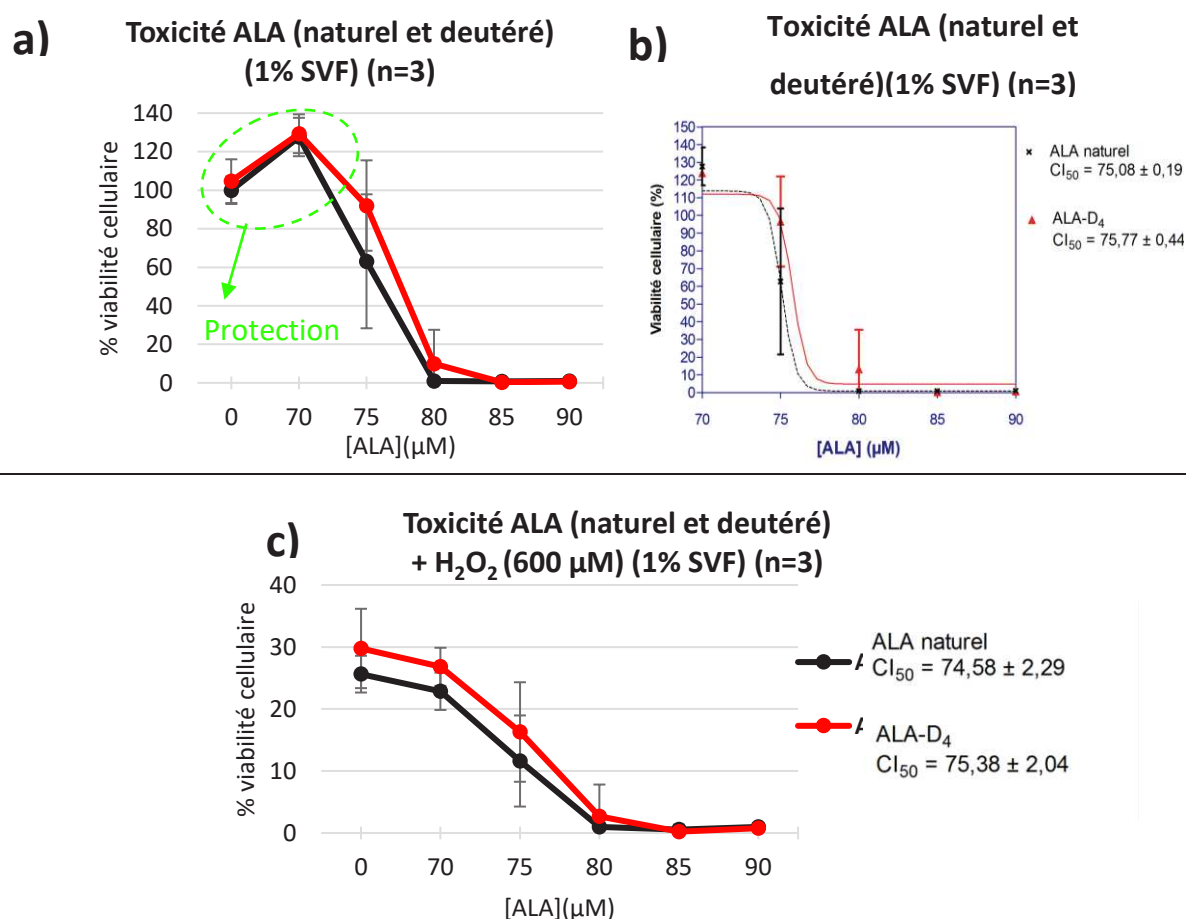 a)
Toxicité ALA (naturel et deutéré)
(1% SVF) (n=3)
% viabilité cellulaire
140
120
100
80
60
40
20
0
Protection
0 70 75 80 85 90
[ALA](µM)
b)
Toxicité ALA (naturel et
deutéré)(1% SVF) (n=3)
Viabilité cellulaire (%)
150
140
130
120
110
100
90
80
70
60
50
40
30
20
10
0
70 75 80 85 90
[ALA] (µM)
ALA naturel
CI₅₀ = 75,08 ± 0,19
ALA-D₄
CI₅₀ = 75,77 ± 0,44
c)
Toxicité ALA (naturel et deutéré)
+ H₂O₂ (600 µM) (1% SVF) (n=3)
% viabilité cellulaire
40
30
20
10
0
0 70 75 80 85 90
[ALA](µM)
ALA naturel
CI₅₀ = 74,58 ± 2,29
ALA-D₄
CI₅₀ = 75,38 ± 2,04